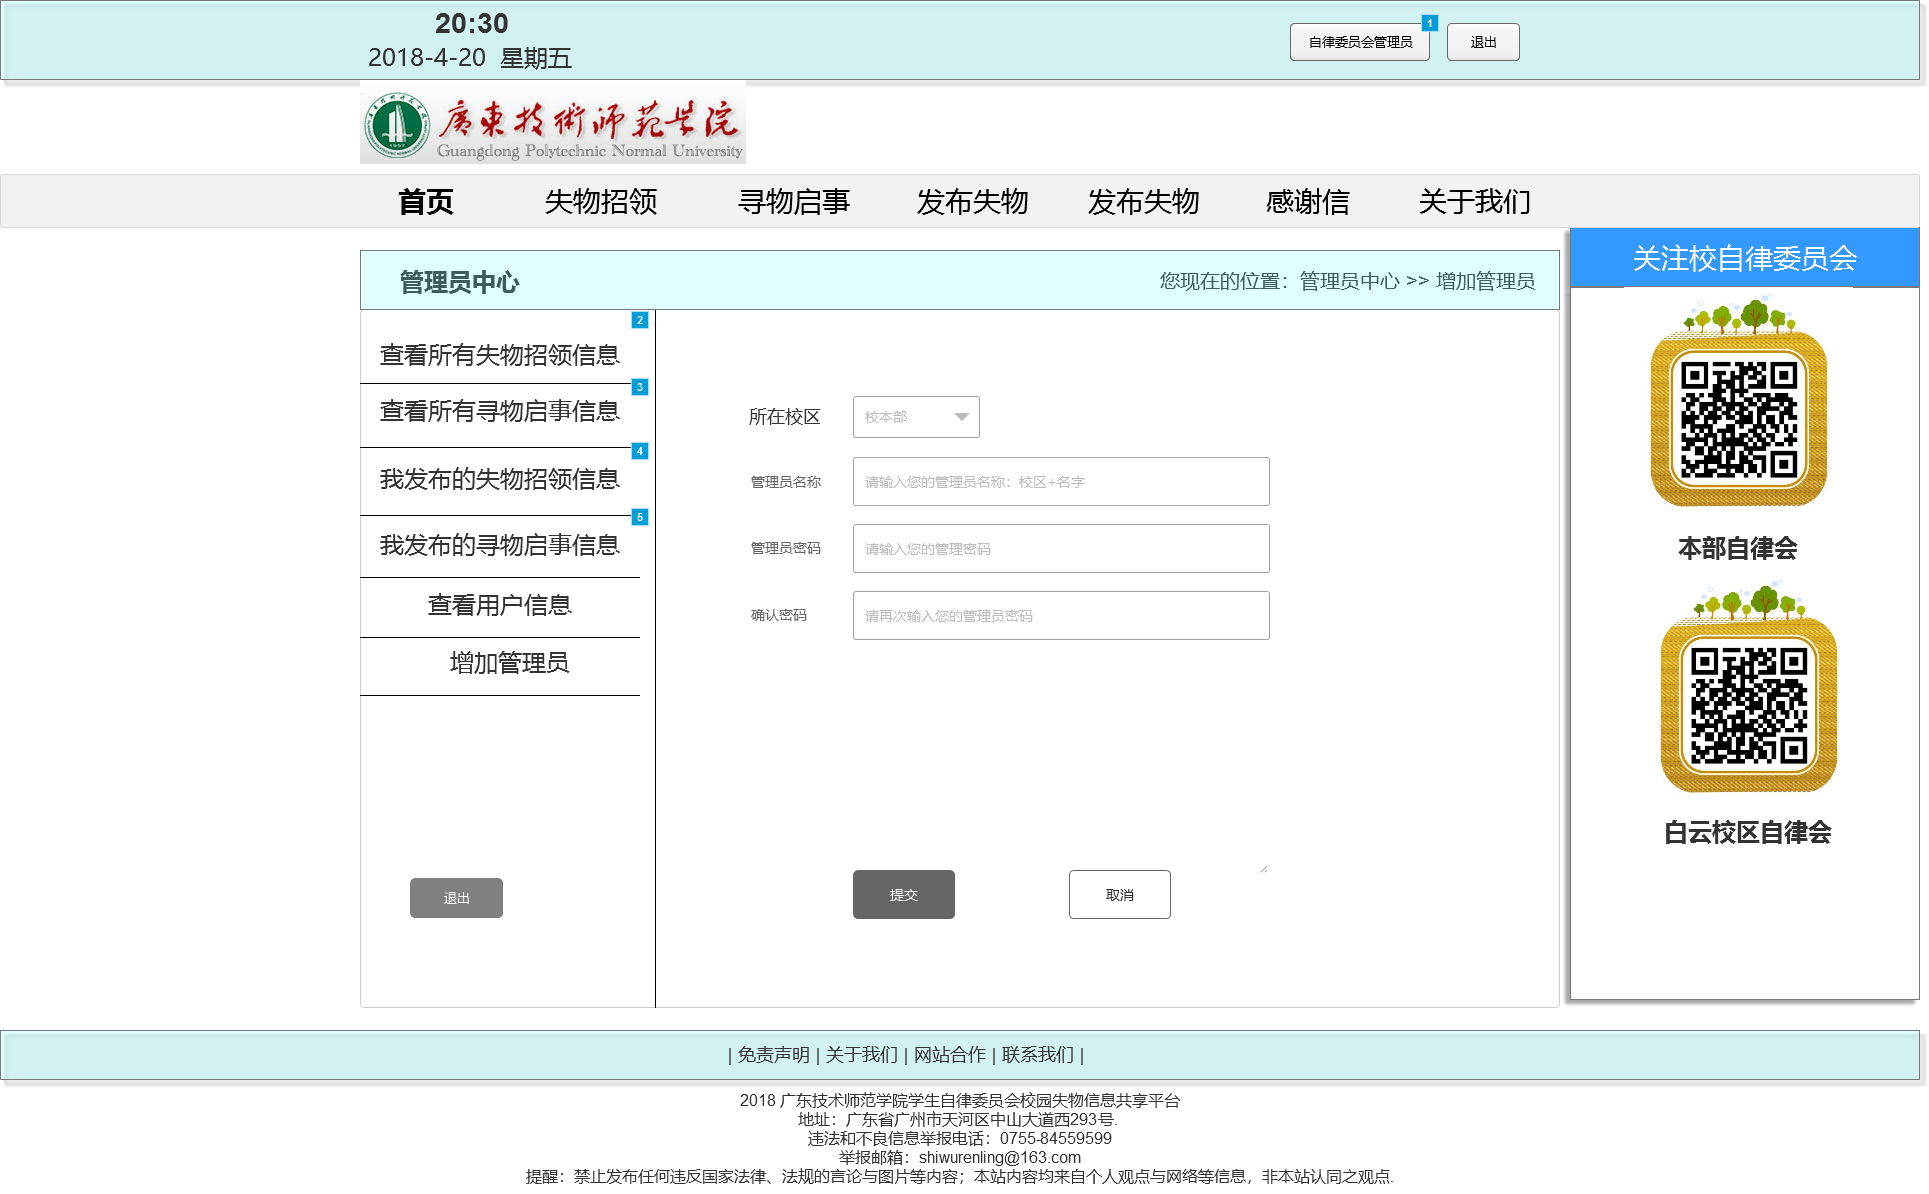 20:30
2018-4-20  星期五
自律委员会管理员
1
退出
廣東技術师范学院
Guangdong Polytechnic Normal University
首页 失物招领 寻物启事 发布失物 发布失物 感谢信 关于我们
关注校自律委员会
管理员中心
您现在的位置：管理员中心 >> 增加管理员
2
查看所有失物招领信息
3
查看所有寻物启事信息
4
我发布的失物招领信息
5
我发布的寻物启事信息
查看用户信息
增加管理员
退出
所在校区 校本部
管理员名称 请输入您的管理员名称：校区+名字
管理员密码 请输入您的管理密码
确认密码 请再次输入您的管理员密码
提交 取消
本部自律会
白云校区自律会
| 免责声明 | 关于我们 | 网站合作 | 联系我们 |
2018 广东技术师范学院学生自律委员会校园失物信息共享平台
地址：广东省广州市天河区中山大道西293号.
违法和不良信息举报电话：0755-84559599
举报邮箱：shiwurenling@163.com
提醒：禁止发布任何违反国家法律、法规的言论与图片等内容；本站内容均来自个人观点与网络等信息，非本站认同之观点.